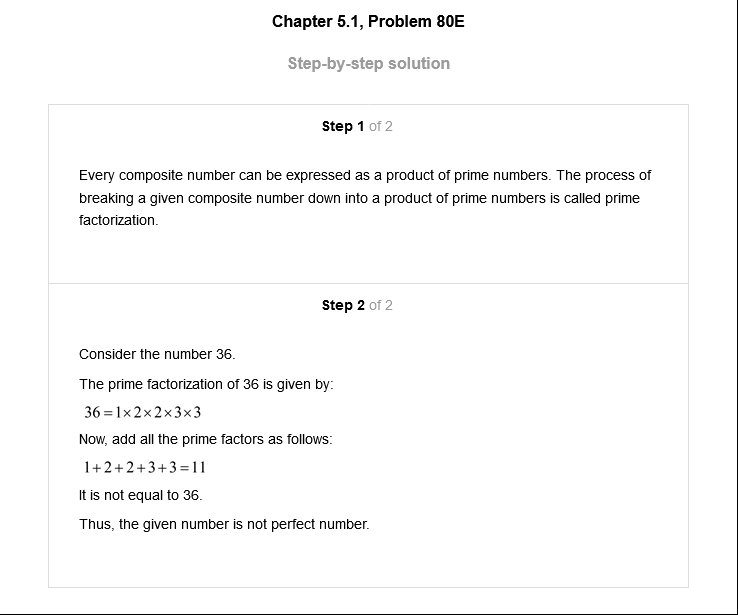 Chapter 5.1, Problem 80E
Step-by-step solution
Step 1 of 2
Every composite number can be expressed as a product of prime numbers. The process of
breaking a given composite number down into a product of prime numbers is called prime
factorization.
Step 2 of 2
Consider the number 36.
The prime factorization of 36 is given by:
36=1×2×2×3×3
Now, add all the prime factors as follows:
1+2+2+3+3=11
It is not equal to 36.
Thus, the given number is not perfect number.